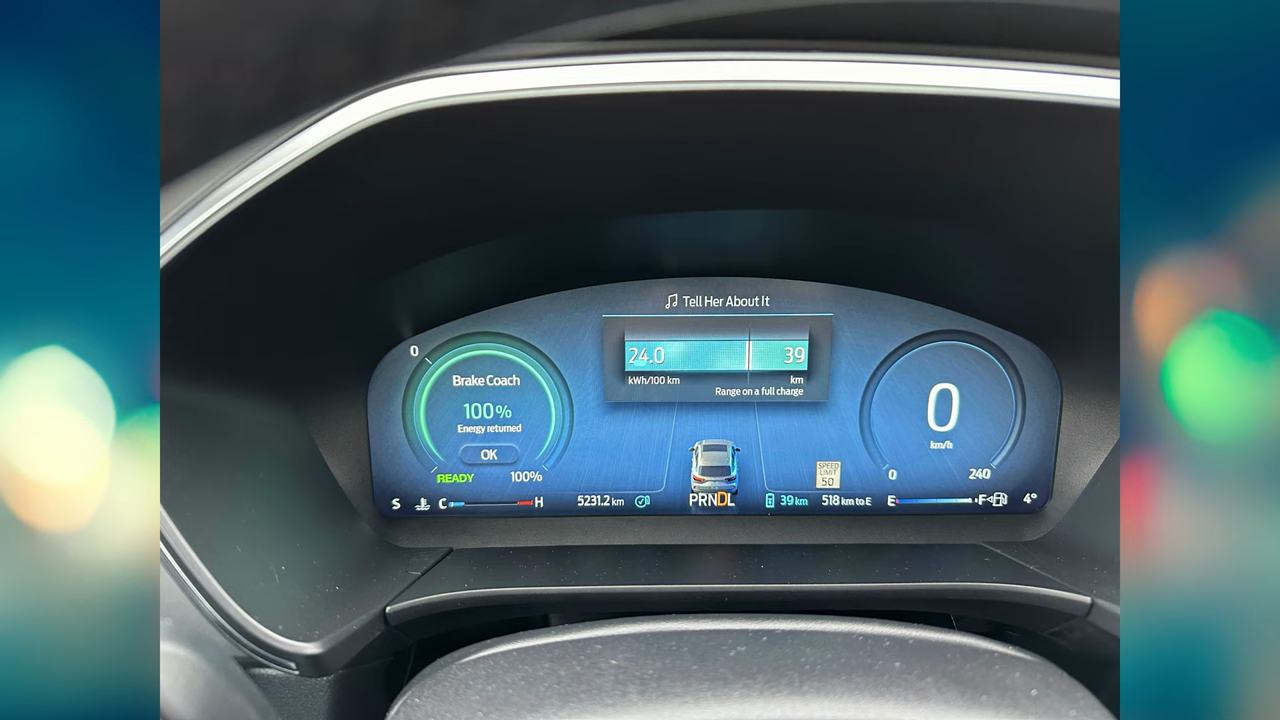 Tell Her About It
0
24.0 39
kWh/100 km km
Range on a full charge
Brake Coach
100%
Energy returned
OK
READY 100%
0
km/h
0 240
SPEED
LIMIT
50
S C H 5231.2 km PRNDL 39 km 518 km to E E F 4°